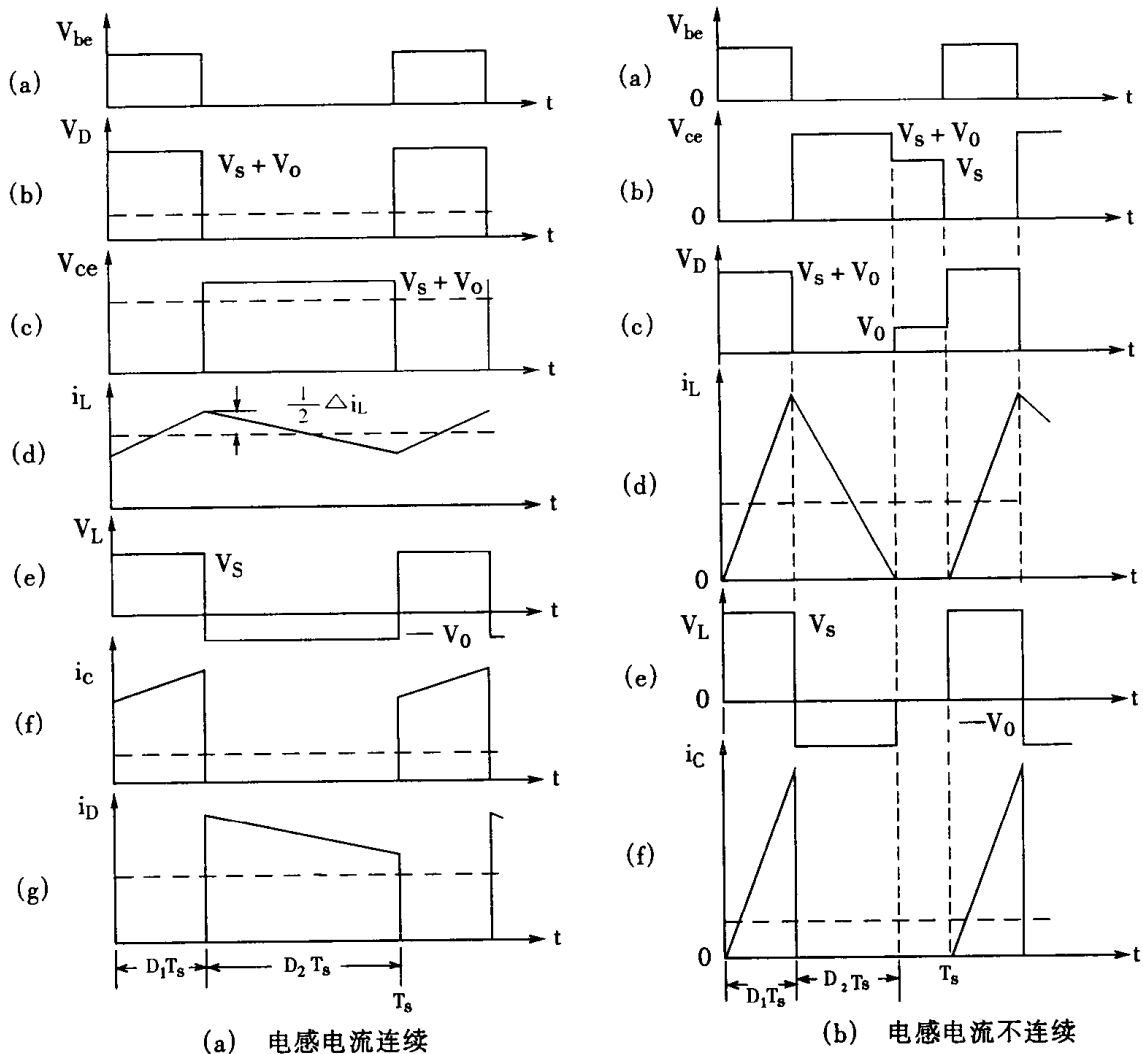 V_be
(a)
t
V_D
V_s + V_o
(b)
t
V_ce
V_s + V_o
(c)
t
i_L
1/2 △i_L
(d)
t
V_L
V_S
(e)
t
— V_0
i_c
(f)
t
i_D
(g)
t
D_1T_s
D_2 T_s
T_s
(a) 电感电流连续
V_be
(a)
0
t
V_ce
V_s + V_0
V_s
(b)
0
t
V_D
V_s + V_0
V_0
(c)
t
i_L
(d)
0
t
V_L
V_s
(e)
0
t
—V_0
i_C
(f)
0
t
T_s
D_1T_s
D_2 T_s
(b) 电感电流不连续